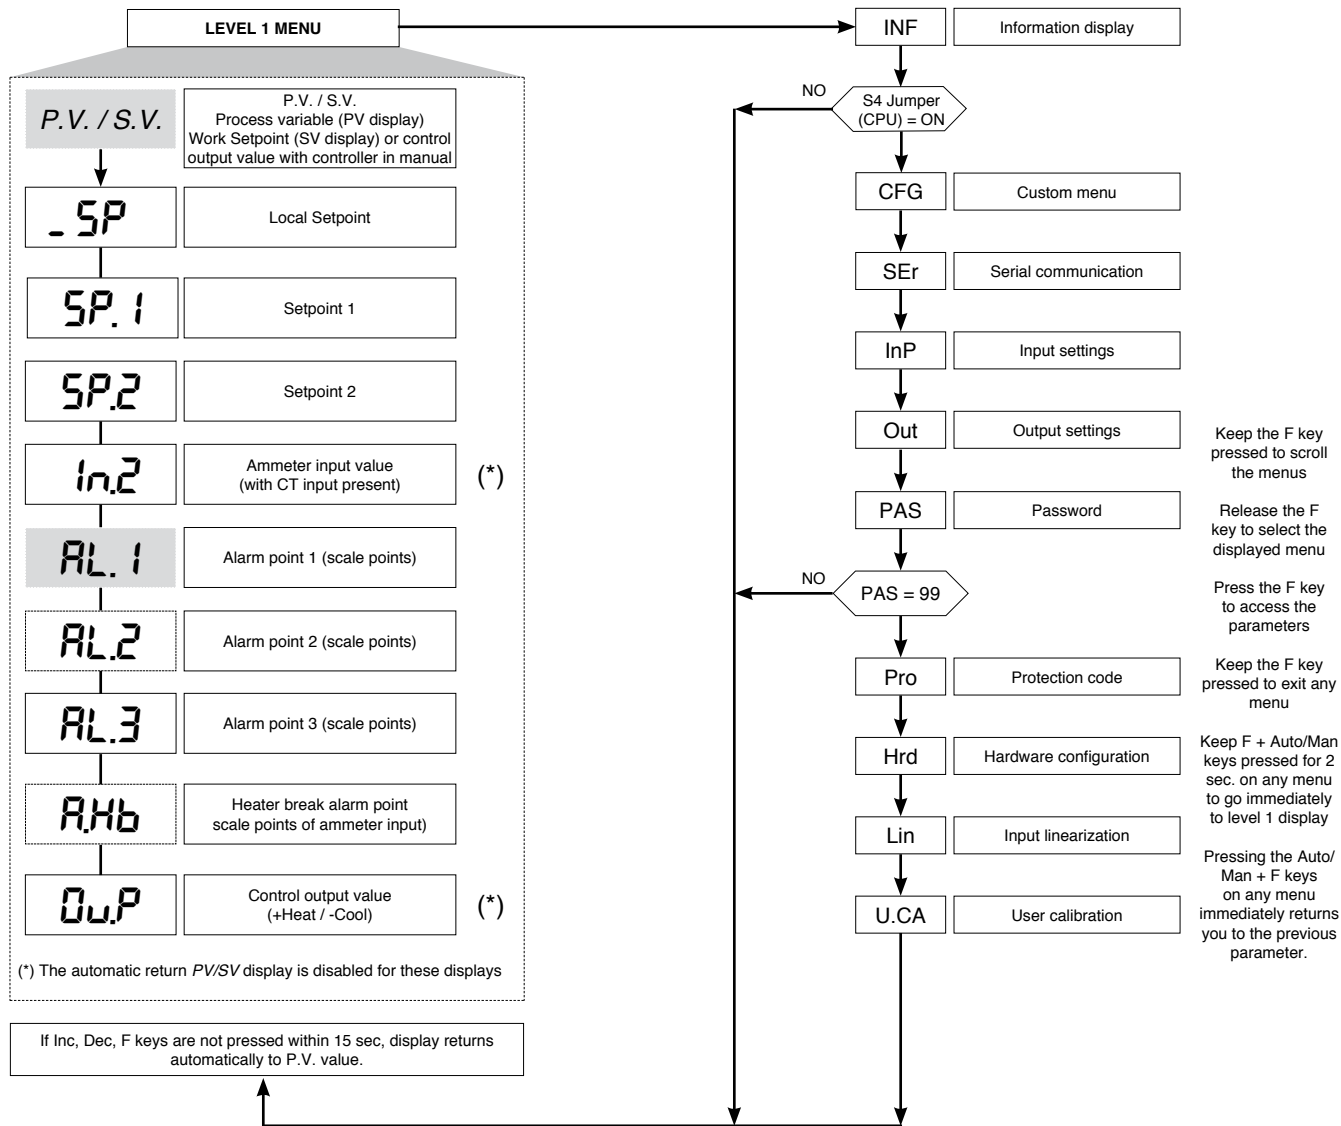 LEVEL 1 MENU
P.V. / S.V.
P.V. / S.V.
Process variable (PV display)
Work Setpoint (SV display) or control
output value with controller in manual
_SP
Local Setpoint
SP.1
Setpoint 1
SP.2
Setpoint 2
In.2
Ammeter input value
(with CT input present)
(*)
AL.1
Alarm point 1 (scale points)
AL.2
Alarm point 2 (scale points)
AL.3
Alarm point 3 (scale points)
A.Hb
Heater break alarm point
scale points of ammeter input)
Ou.P
Control output value
(+Heat / -Cool)
(*)
(*) The automatic return PV/SV display is disabled for these displays
If Inc, Dec, F keys are not pressed within 15 sec, display returns
automatically to P.V. value.
INF
Information display
NO
S4 Jumper
(CPU) = ON
CFG
Custom menu
SEr
Serial communication
InP
Input settings
Out
Output settings
PAS
Password
NO
PAS = 99
Pro
Protection code
Hrd
Hardware configuration
Lin
Input linearization
U.CA
User calibration
Keep the F key
pressed to scroll
the menus
Release the F
key to select the
displayed menu
Press the F key
to access the
parameters
Keep the F key
pressed to exit any
menu
Keep F + Auto/Man
keys pressed for 2
sec. on any menu
to go immediately
to level 1 display
Pressing the Auto/
Man + F keys
on any menu
immediately returns
you to the previous
parameter.